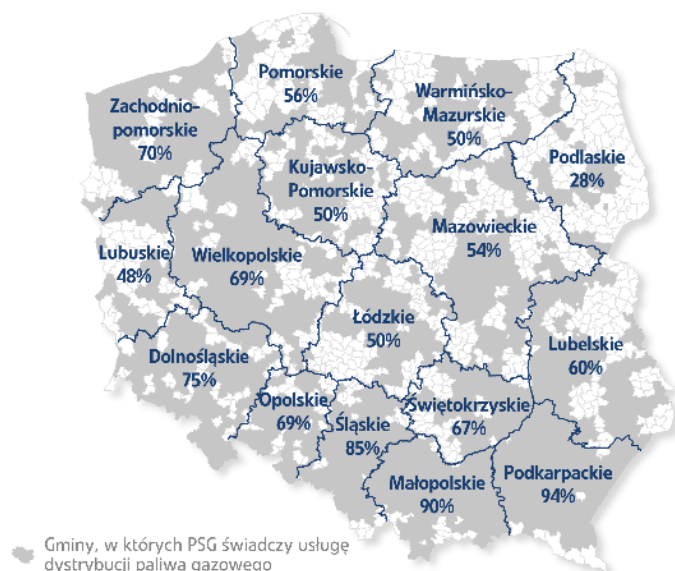 Pomorskie
56%
Warmińsko-
Mazurskie
50%
Zachodnio-
pomorskie
70%
Podlaskie
28%
Kujawsko-
Pomorskie
50%
Mazowieckie
54%
Lubuskie
48%
Wielkopolskie
69%
Łódzkie
50%
Lubelskie
60%
Dolnośląskie
75%
Opolskie
69%
Śląskie
85%
Świętokrzyskie
67%
Małopolskie
90%
Podkarpackie
94%
Gminy, w których PSG świadczy usługę
dystrybucji paliwa gazowego